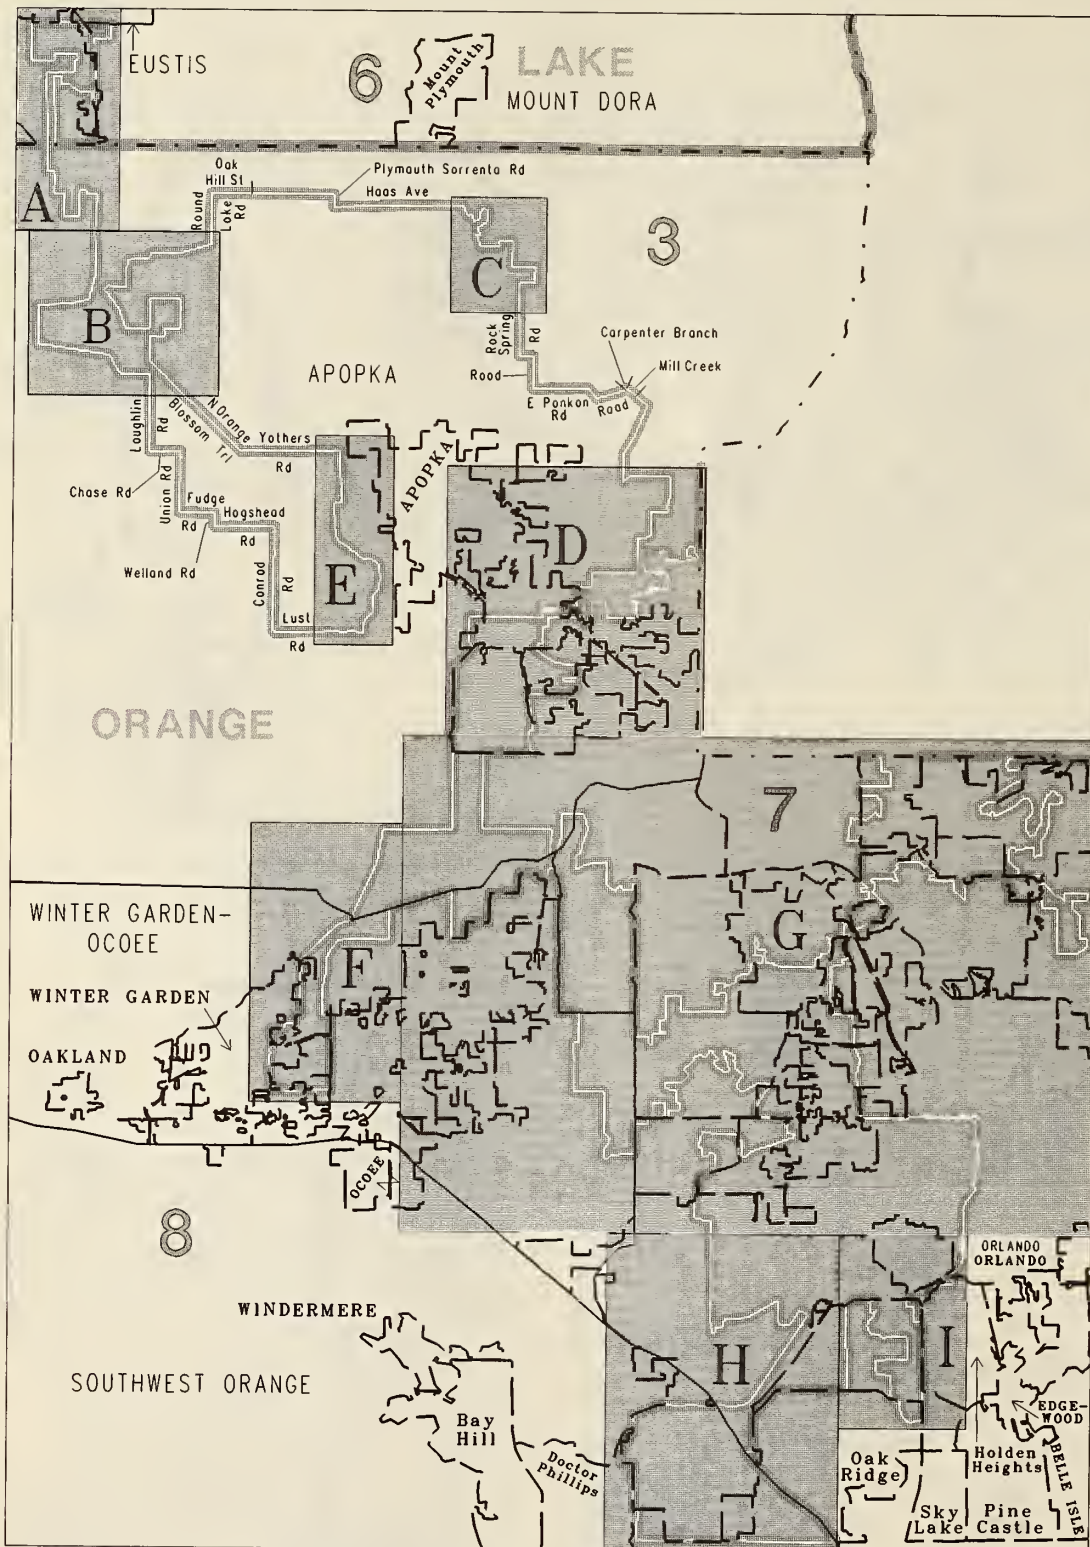 EUSTIS
6
LAKE
MOUNT DORA
Mount
Plymouth
Oak
Hill St
Plymouth Sorrento Rd
Haas Ave
Round
Lake
Rd
A
3
C
B
Rock
Spring
Rd
Carpenter Branch
Mill Creek
Road
E Ponkan
Rd
Road
APOPKA
Loughlin
Rd
N Orange
Blossom Trl
Yothers
Rd
APOPKA
Chase Rd
Union Rd
Fudge
Rd
Hogshead
Rd
Welland Rd
D
E
Conrad
Rd
Lust
Rd
ORANGE
7
WINTER GARDEN-
OCOEE
G
F
WINTER GARDEN
OAKLAND
OCOEE
8
ORLANDO
ORLANDO
WINDERMERE
H
I
SOUTHWEST ORANGE
Bay
Hill
EDGE-
WOOD
Doctor
Phillips
Oak
Ridge
Holden
Heights
BELLE ISLE
Sky
Lake
Pine
Castle